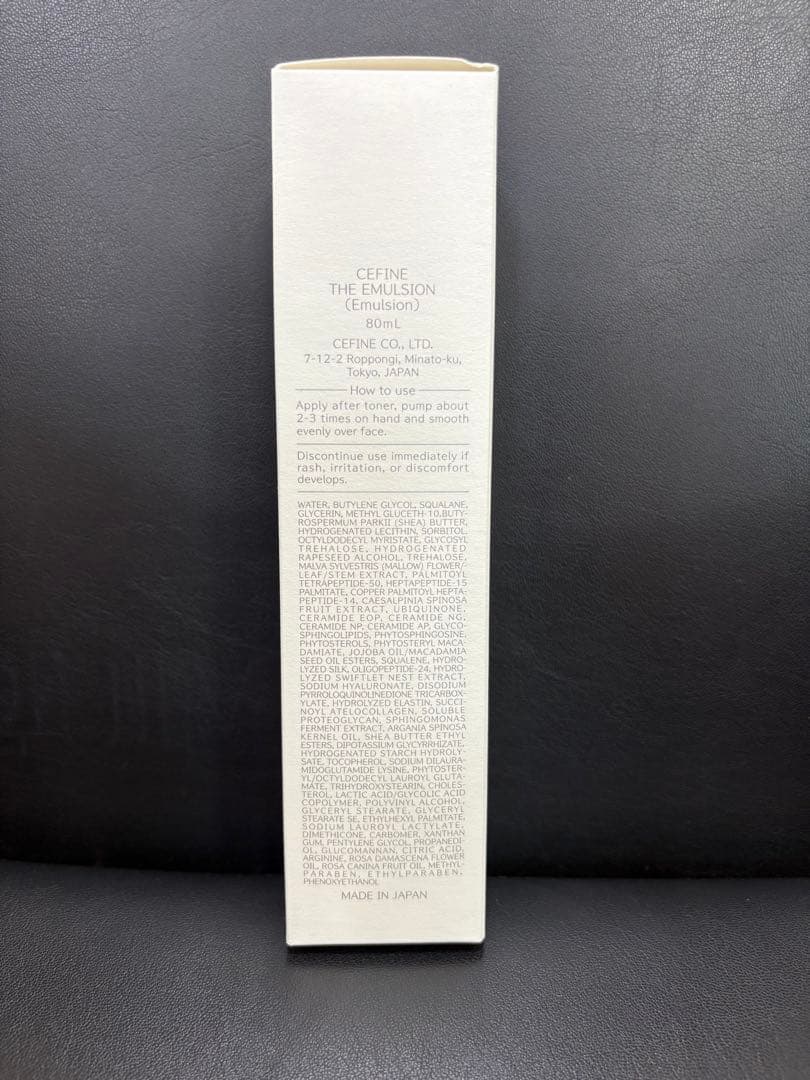 CEFINE
THE EMULSION
(Emulsion)
80mL
CEFINE CO., LTD.
7-12-2 Roppongi, Minato-ku,
Tokyo, JAPAN
How to use
Apply after toner, pump about
2-3 times on hand and smooth
evenly over face.
Discontinue use immediately if
rash, irritation, or discomfort
develops.
WATER, BUTYLENE GLYCOL, SQUALANE,
GLYCERIN, METHYL GLUCETH-10,BUTY-
ROSPERMUM PARKII (SHEA) BUTTER,
HYDROGENATED LECITHIN, SORBITOL,
OCTYLDODECYL MYRISTATE, GLYCOSYL
TREHALOSE, HYDROGENATED
RAPESEED ALCOHOL, TREHALOSE,
MALVA SYLVESTRIS (MALLOW) FLOWER/
LEAF/STEM EXTRACT, PALMITOYL
TETRAPEPTIDE-50, HEPTAPEPTIDE-15
PALMITATE, COPPER PALMITOYL HEPTA-
PEPTIDE-14, CAESALPINIA SPINOSA
FRUIT EXTRACT, UBIQUINONE,
CERAMIDE EOP, CERAMIDE NG,
CERAMIDE NP, CERAMIDE AP, GLYCO-
SPHINGOLIPIDS, PHYTOSPHINGOSINE,
PHYTOSTEROLS, PHYTOSTERYL MACA-
DAMIATE, JOJOBA OIL/MACADAMIA
SEED OIL ESTERS, SQUALENE, HYDRO-
LYZED SILK, OLIGOPEPTIDE-24, HYDRO-
LYZED SWIFTLET NEST EXTRACT,
SODIUM HYALURONATE, DISODIUM
PYRROLOQUINOLINEDIONE TRICARBOX-
YLATE, HYDROLYZED ELASTIN, SUCCI-
NOYL ATELOCOLLAGEN, SOLUBLE
PROTEOGLYCAN, SPHINGOMONAS
FERMENT EXTRACT, ARGANIA SPINOSA
KERNEL OIL, SHEA BUTTER ETHYL
ESTERS, DIPOTASSIUM GLYCYRRHIZATE,
HYDROGENATED STARCH HYDROLY-
SATE, TOCOPHEROL, SODIUM DILAURA-
MIDOGLUTAMIDE LYSINE, PHYTOSTER-
YL/OCTYLDODECYL LAUROYL GLUTA-
MATE, TRIHYDROXYSTEARIN, CHOLES-
TEROL, LACTIC ACID/GLYCOLIC ACID
COPOLYMER, POLYVINYL ALCOHOL,
GLYCERYL STEARATE, GLYCERYL
STEARATE SE, ETHYLHEXYL PALMITATE,
SODIUM LAUROYL LACTYLATE,
DIMETHICONE, CARBOMER, XANTHAN
GUM, PENTYLENE GLYCOL, PROPANEDI-
OL, GLUCOMANNAN, CITRIC ACID,
ARGININE, ROSA DAMASCENA FLOWER
OIL, ROSA CANINA FRUIT OIL, METHYL-
PARABEN, ETHYLPARABEN,
PHENOXYETHANOL
MADE IN JAPAN